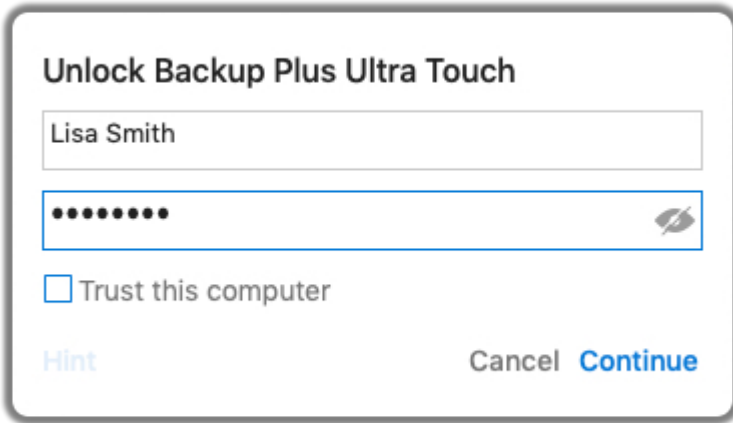 Unlock Backup Plus Ultra Touch
Lisa Smith
••••••••
Trust this computer
Hint
Cancel Continue